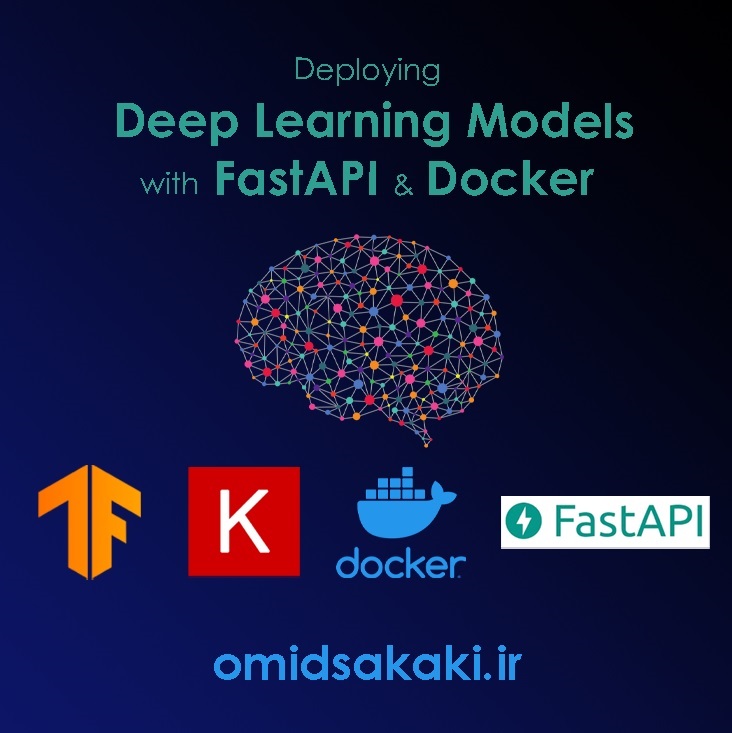 Deploying
Deep Learning Models
with FastAPI & Docker
K
docker
FastAPI
omidsakaki.ir